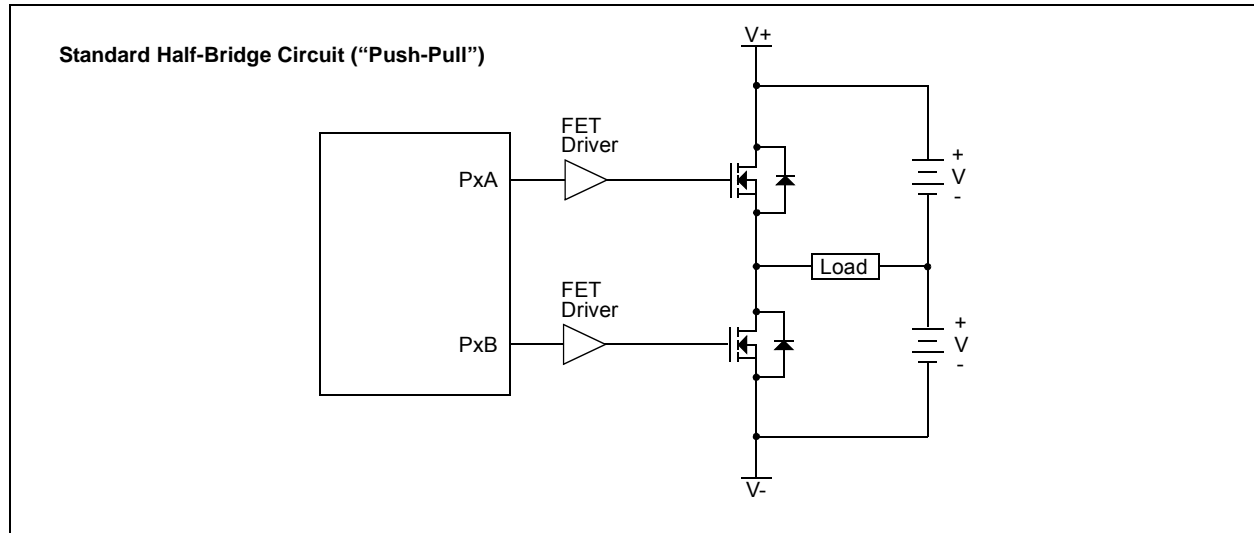 V+
Standard Half-Bridge Circuit (“Push-Pull”)
FET
Driver
PxA
+
V
-
Load
FET
Driver
PxB
+
V
-
V-